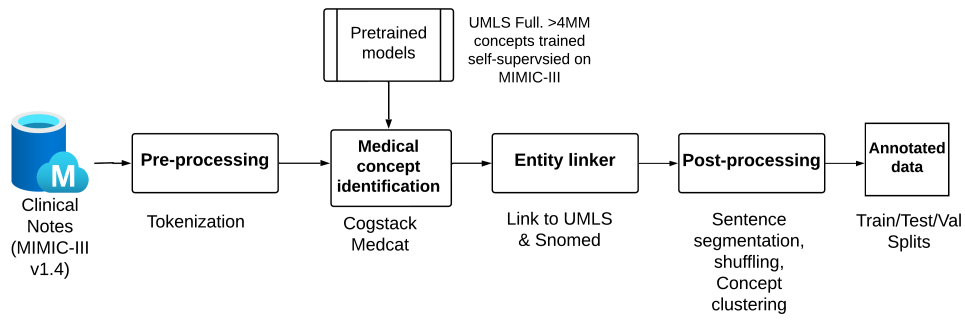 Pretrained
models
UMLS Full. >4MM
concepts trained
self-supervsied on
MIMIC-III
M
Clinical
Notes
(MIMIC-III
v1.4)
Pre-processing
Tokenization
Medical
concept
identification
Cogstack
Medcat
Entity linker
Link to UMLS
& Snomed
Post-processing
Sentence
segmentation,
shuffling,
Concept
clustering
Annotated
data
Train/Test/Val
Splits